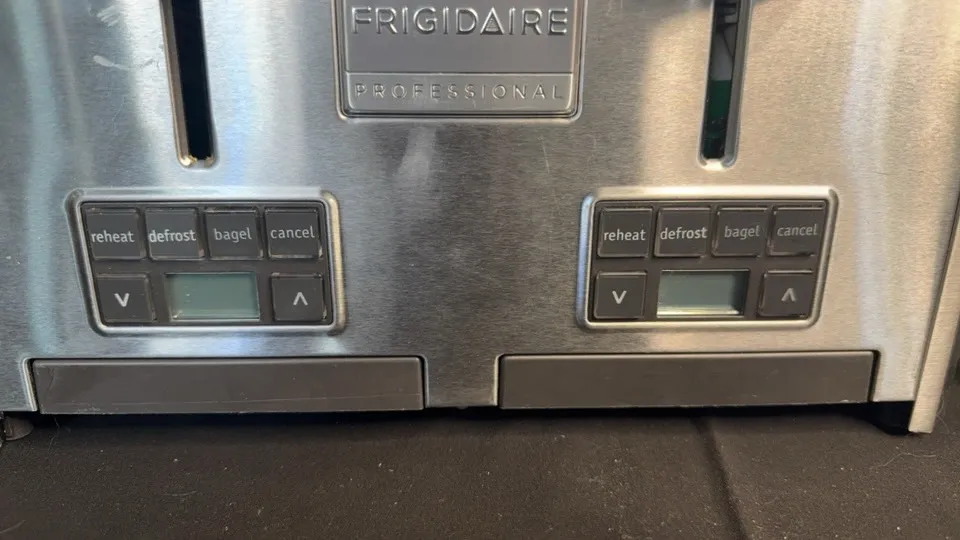 FRIGIDAIRE
PROFESSIONAL
reheat defrost bagel cancel
reheat defrost bagel cancel